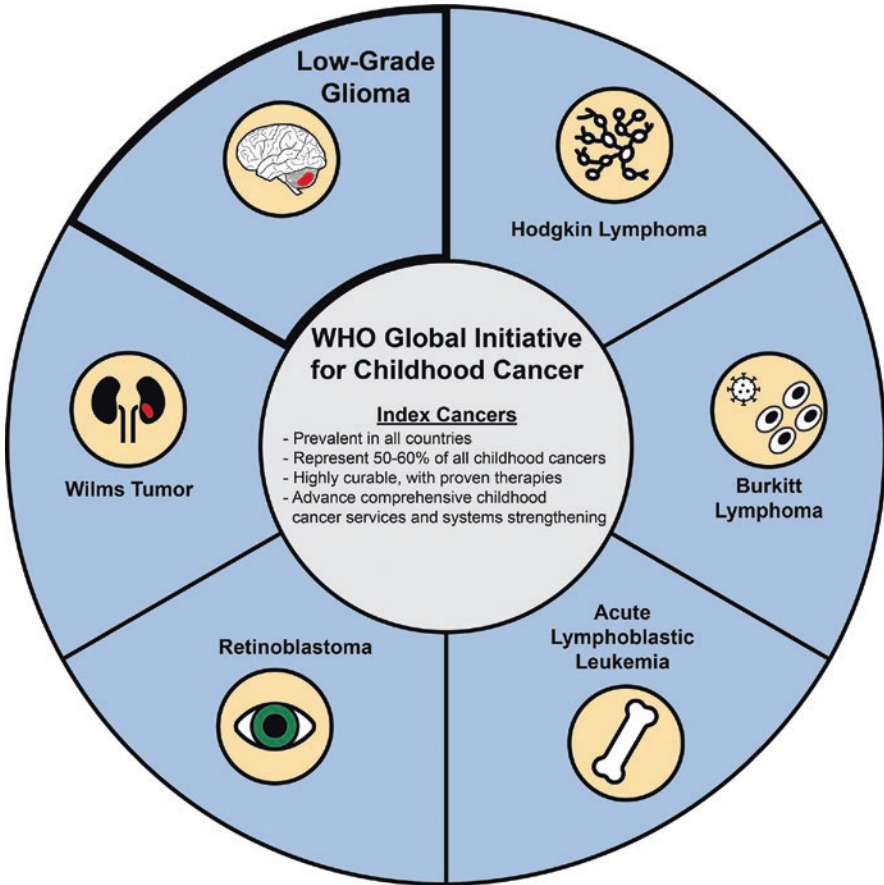 Low-Grade
Glioma
Hodgkin Lymphoma
WHO Global Initiative
for Childhood Cancer
Index Cancers
- Prevalent in all countries
- Represent 50-60% of all childhood cancers
- Highly curable, with proven therapies
- Advance comprehensive childhood
cancer services and systems strengthening
Wilms Tumor
Burkitt
Lymphoma
Retinoblastoma
Acute
Lymphoblastic
Leukemia